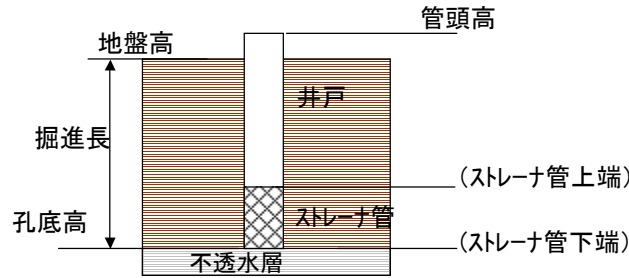 管頭高
地盤高
井戸
掘進長
(ストレーナ管上端)
ストレーナ管
孔底高
(ストレーナ管下端)
不透水層